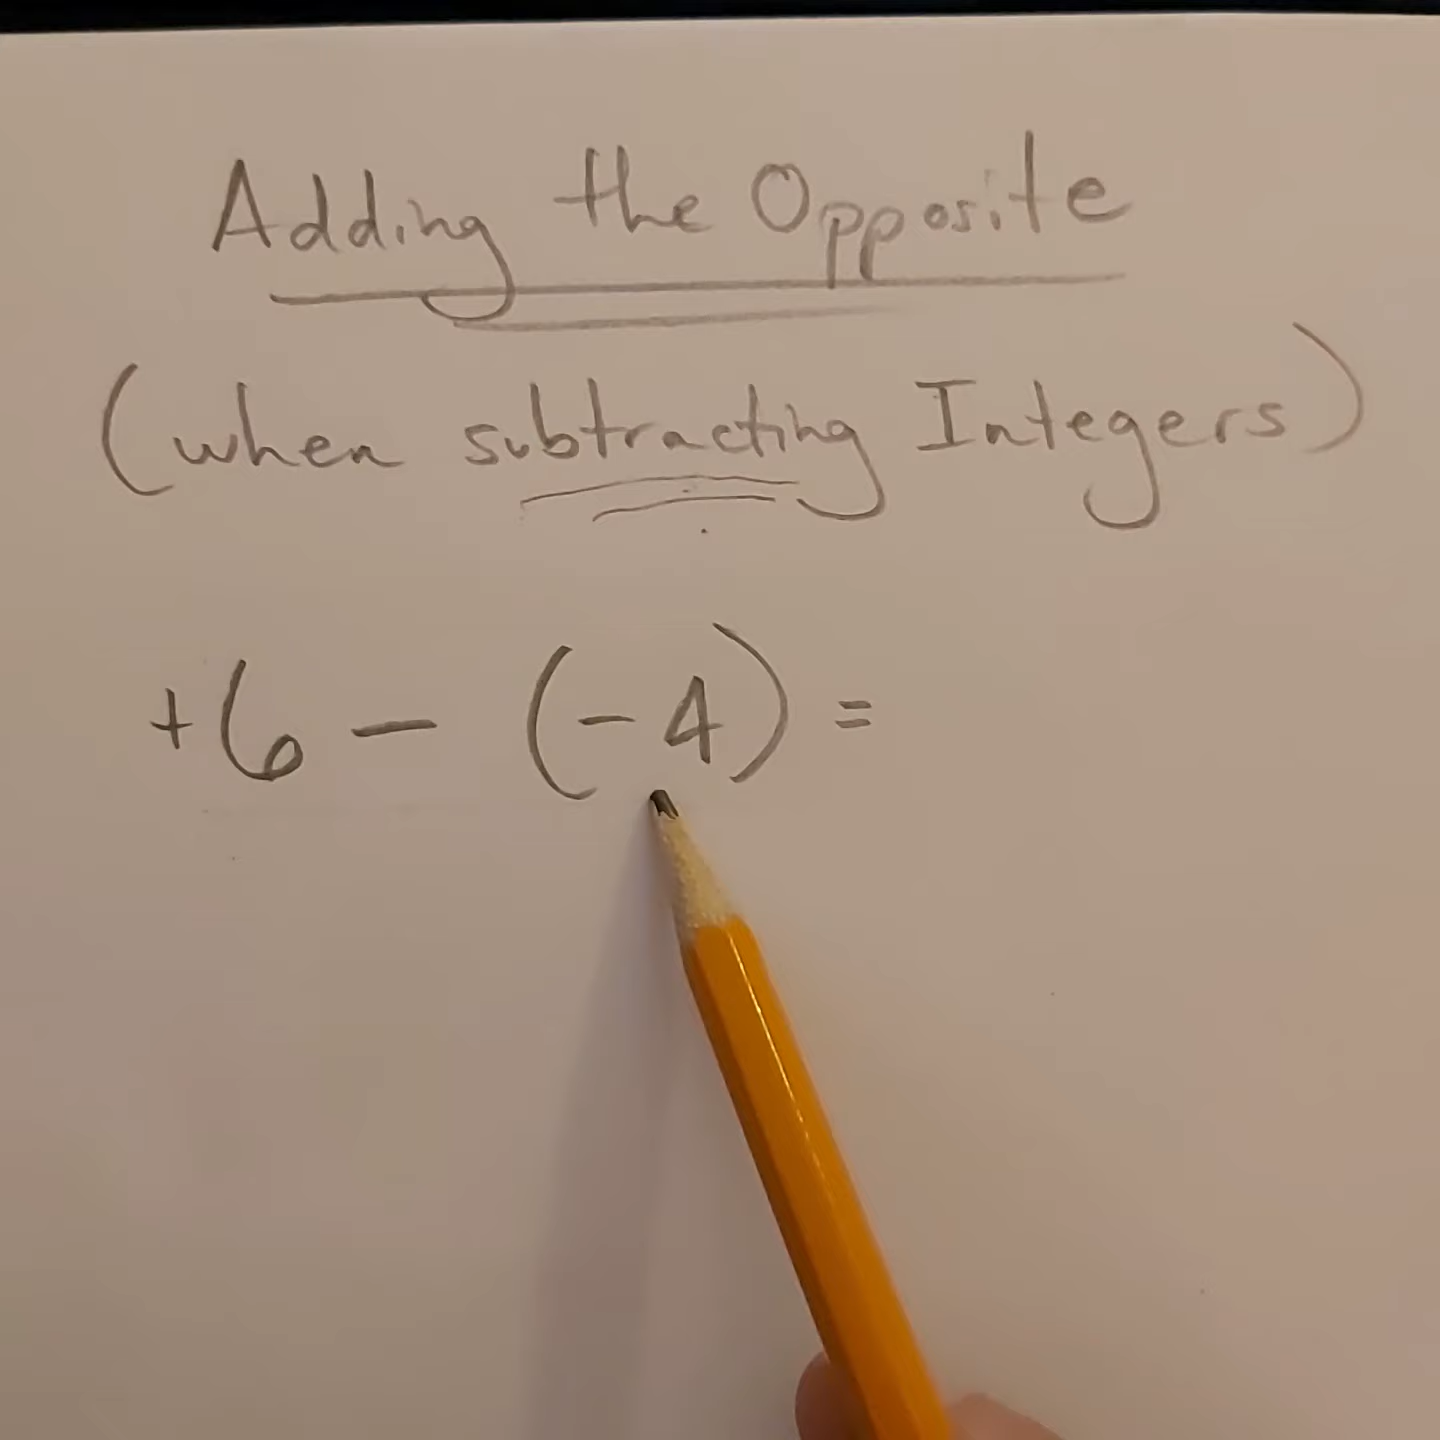 Adding the Opposite
(when subtracting Integers)
+6 – (-4) =